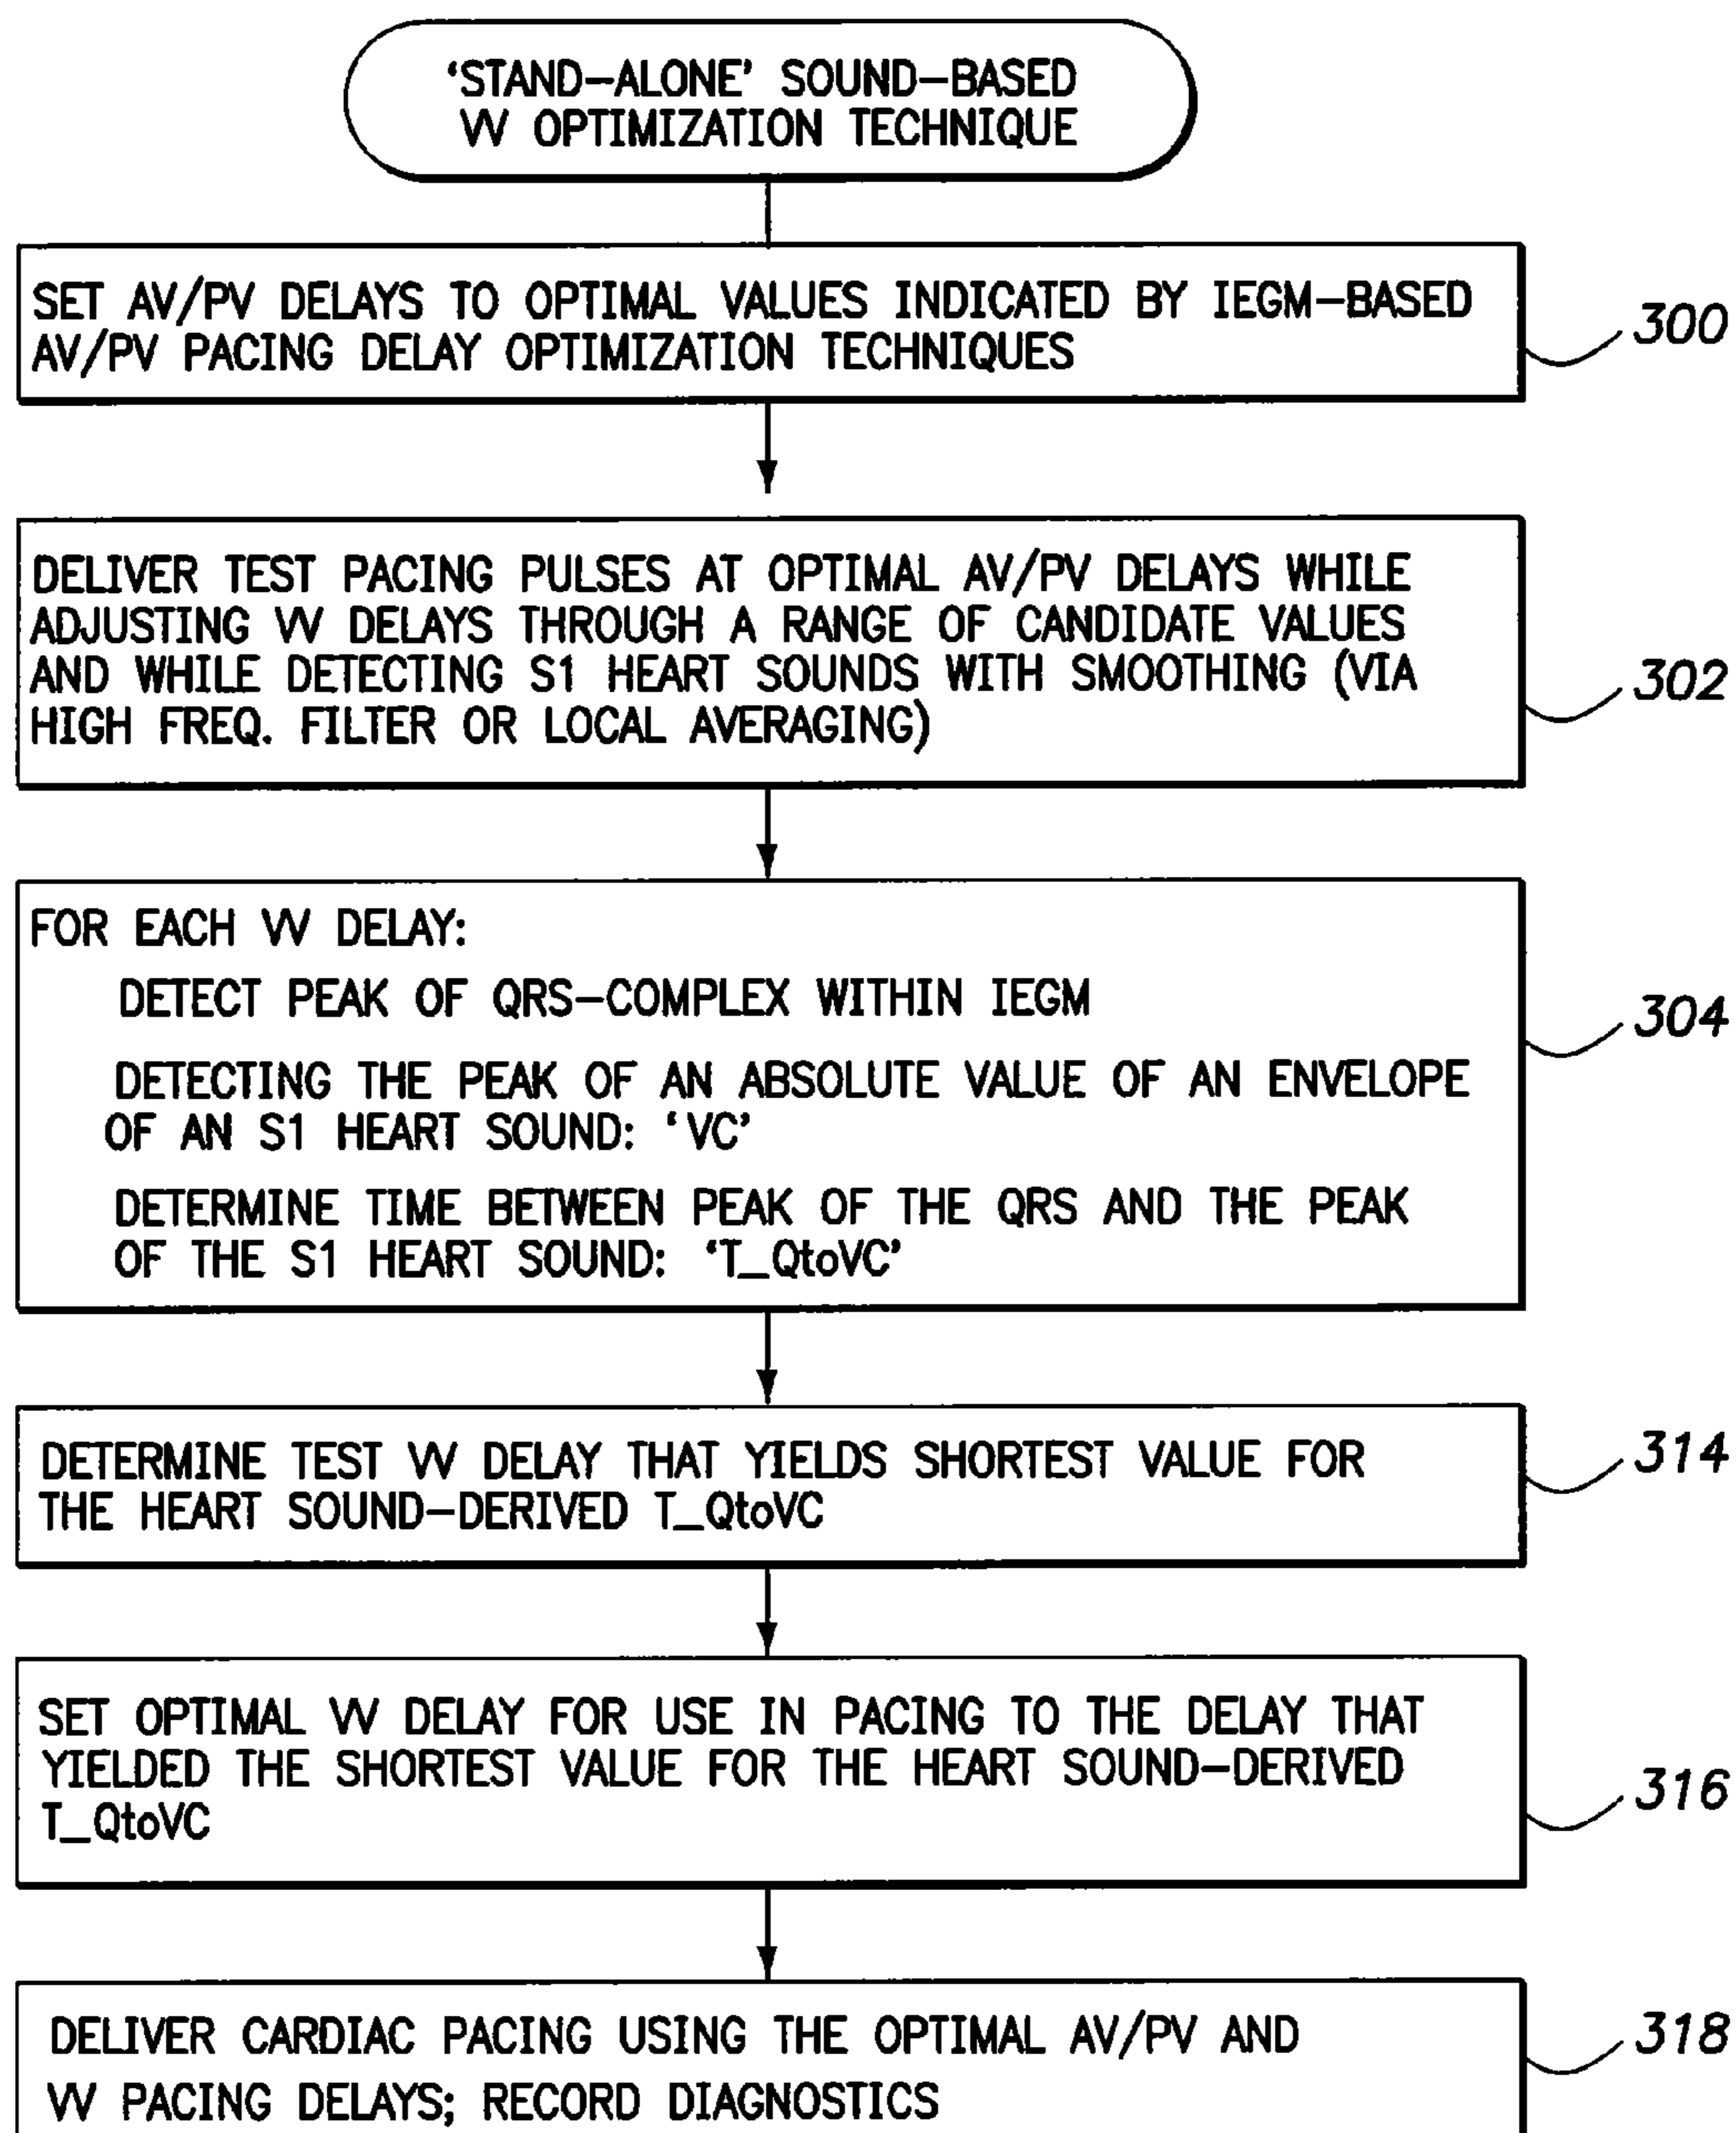 ‘STAND–ALONE’ SOUND–BASED
VV OPTIMIZATION TECHNIQUE
SET AV/PV DELAYS TO OPTIMAL VALUES INDICATED BY IEGM–BASED
AV/PV PACING DELAY OPTIMIZATION TECHNIQUES
300
DELIVER TEST PACING PULSES AT OPTIMAL AV/PV DELAYS WHILE
ADJUSTING VV DELAYS THROUGH A RANGE OF CANDIDATE VALUES
AND WHILE DETECTING S1 HEART SOUNDS WITH SMOOTHING (VIA
HIGH FREQ. FILTER OR LOCAL AVERAGING)
302
FOR EACH VV DELAY:
DETECT PEAK OF QRS–COMPLEX WITHIN IEGM
DETECTING THE PEAK OF AN ABSOLUTE VALUE OF AN ENVELOPE
OF AN S1 HEART SOUND: ‘VC’
DETERMINE TIME BETWEEN PEAK OF THE QRS AND THE PEAK
OF THE S1 HEART SOUND: ‘T_QtoVC’
304
DETERMINE TEST VV DELAY THAT YIELDS SHORTEST VALUE FOR
THE HEART SOUND–DERIVED T_QtoVC
314
SET OPTIMAL VV DELAY FOR USE IN PACING TO THE DELAY THAT
YIELDED THE SHORTEST VALUE FOR THE HEART SOUND–DERIVED
T_QtoVC
316
DELIVER CARDIAC PACING USING THE OPTIMAL AV/PV AND
VV PACING DELAYS; RECORD DIAGNOSTICS
318